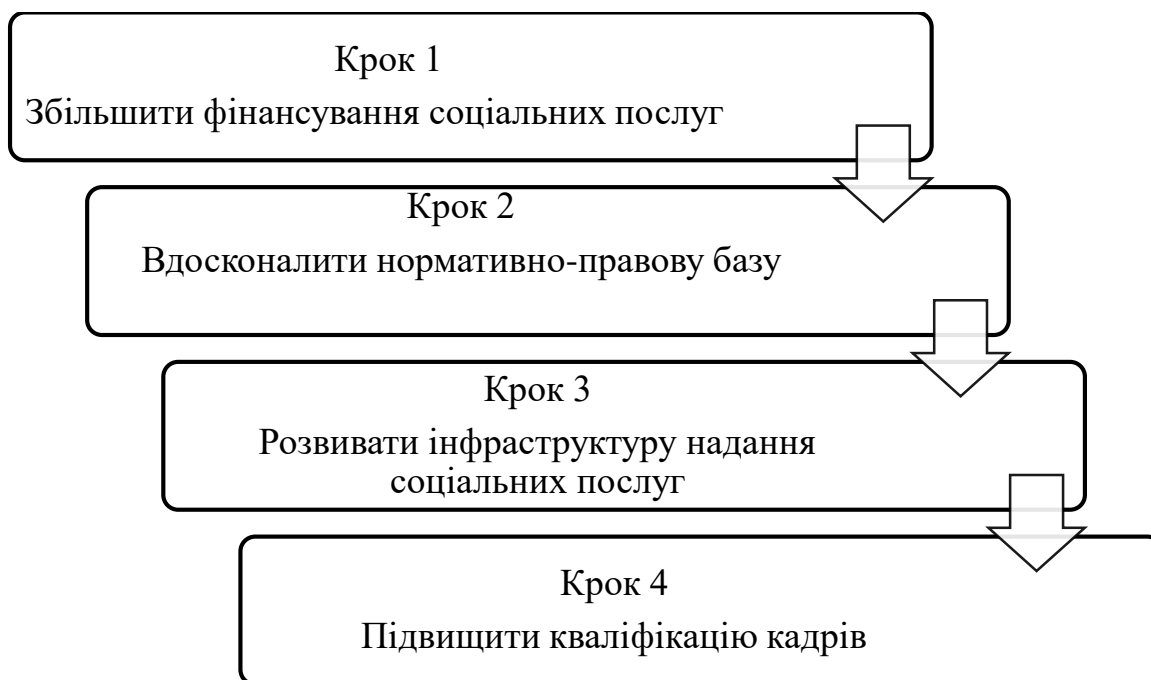 Крок 1
Збільшити фінансування соціальних послуг
Крок 2
Вдосконалити нормативно-правову базу
Крок 3
Розвивати інфраструктуру надання
соціальних послуг
Крок 4
Підвищити кваліфікацію кадрів